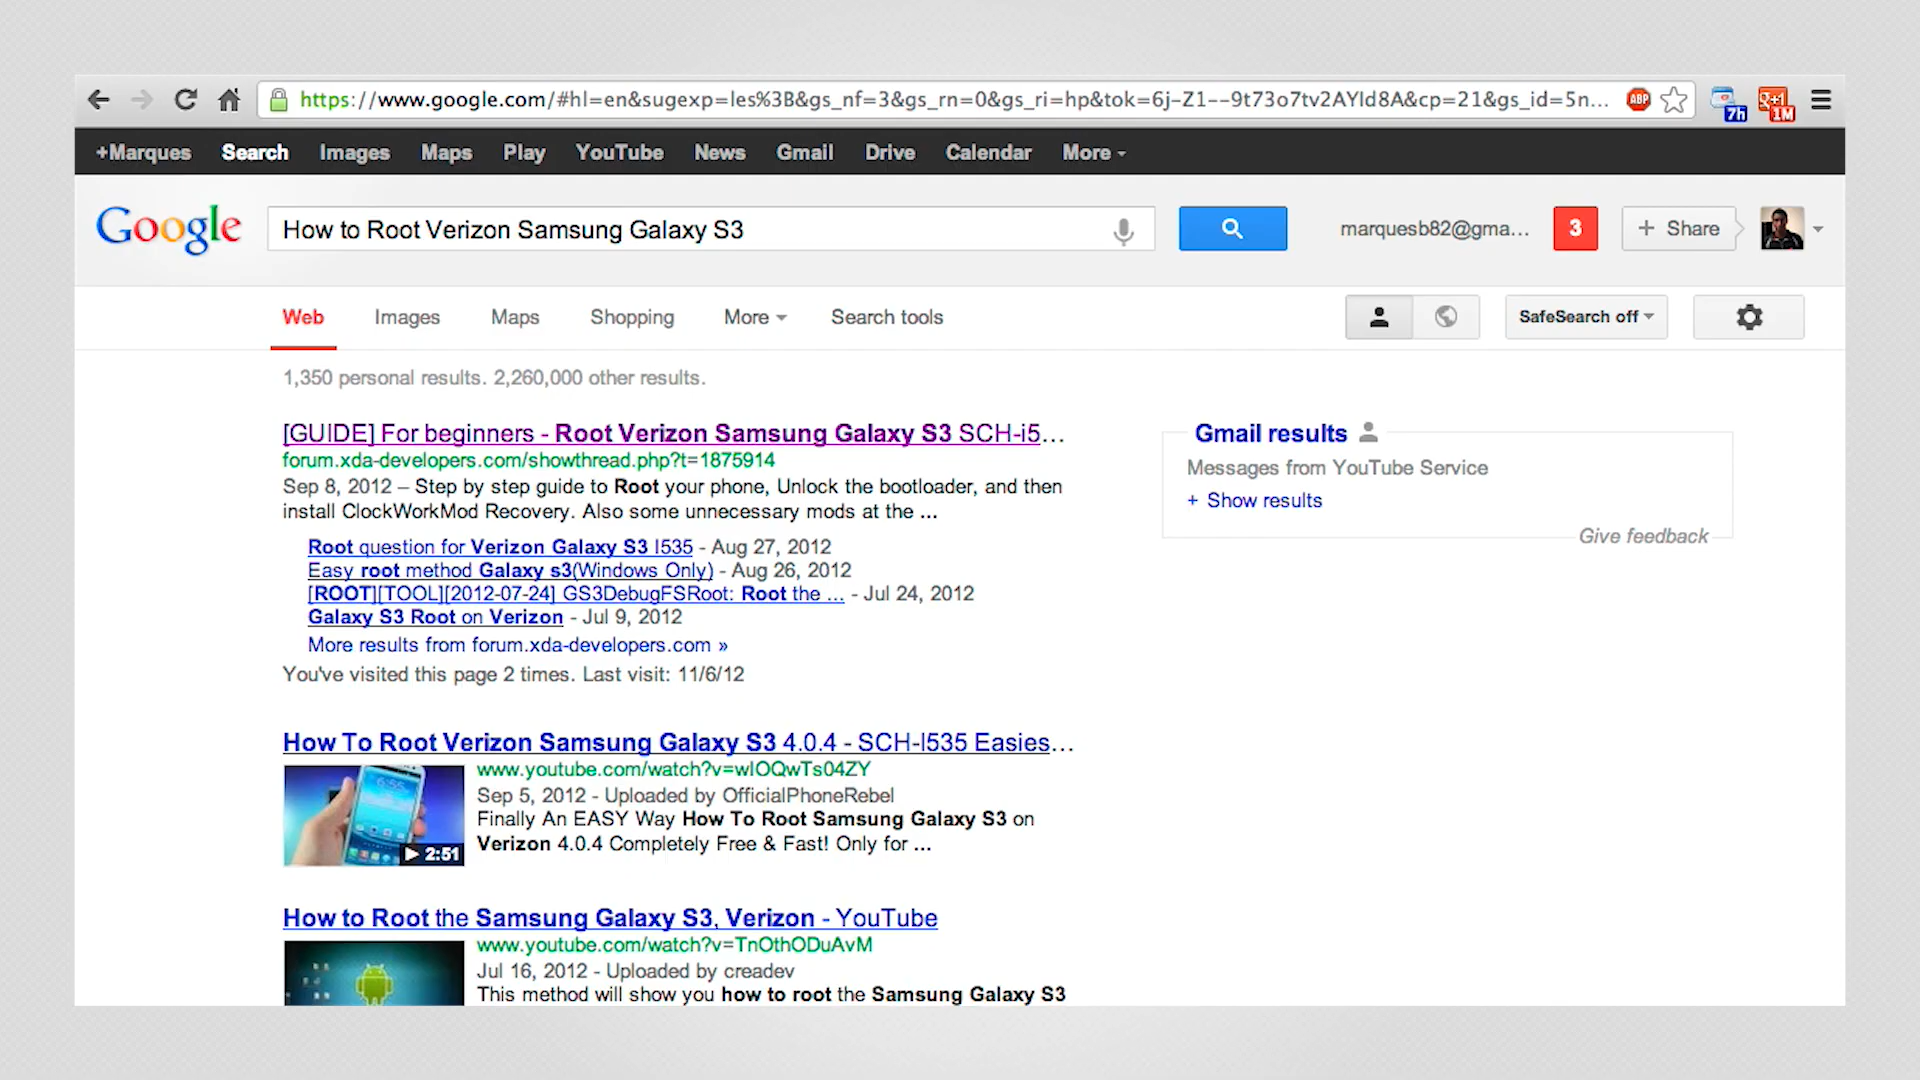 https://www.google.com/#hl=en&sugexp=les%3B&gs_nf=3&gs_rn=0&gs_ri=hp&tok=6j-Z1--9t73o7tv2AYId8A&cp=21&gs_id=5n... ABP 7h g+1 1M
+Marques Search Images Maps Play YouTube News Gmail Drive Calendar More
Google How to Root Verizon Samsung Galaxy S3 marquesb82@gma... 3 + Share
Web Images Maps Shopping More Search tools SafeSearch off
1,350 personal results. 2,260,000 other results.
[GUIDE] For beginners - Root Verizon Samsung Galaxy S3 SCH-i5...
forum.xda-developers.com/showthread.php?t=1875914
Sep 8, 2012 – Step by step guide to Root your phone, Unlock the bootloader, and then
install ClockWorkMod Recovery. Also some unnecessary mods at the ...
Root question for Verizon Galaxy S3 I535 - Aug 27, 2012
Easy root method Galaxy s3(Windows Only) - Aug 26, 2012
[ROOT][TOOL][2012-07-24] GS3DebugFSRoot: Root the ... - Jul 24, 2012
Galaxy S3 Root on Verizon - Jul 9, 2012
More results from forum.xda-developers.com »
You've visited this page 2 times. Last visit: 11/6/12
How To Root Verizon Samsung Galaxy S3 4.0.4 - SCH-I535 Easies...
www.youtube.com/watch?v=wIOQwTs04ZY
Sep 5, 2012 - Uploaded by OfficialPhoneRebel
Finally An EASY Way How To Root Samsung Galaxy S3 on
Verizon 4.0.4 Completely Free & Fast! Only for ...
6:55
2:51
How to Root the Samsung Galaxy S3, Verizon - YouTube
www.youtube.com/watch?v=TnOthODuAvM
Jul 16, 2012 - Uploaded by creadev
This method will show you how to root the Samsung Galaxy S3
Gmail results
Messages from YouTube Service
+ Show results
Give feedback